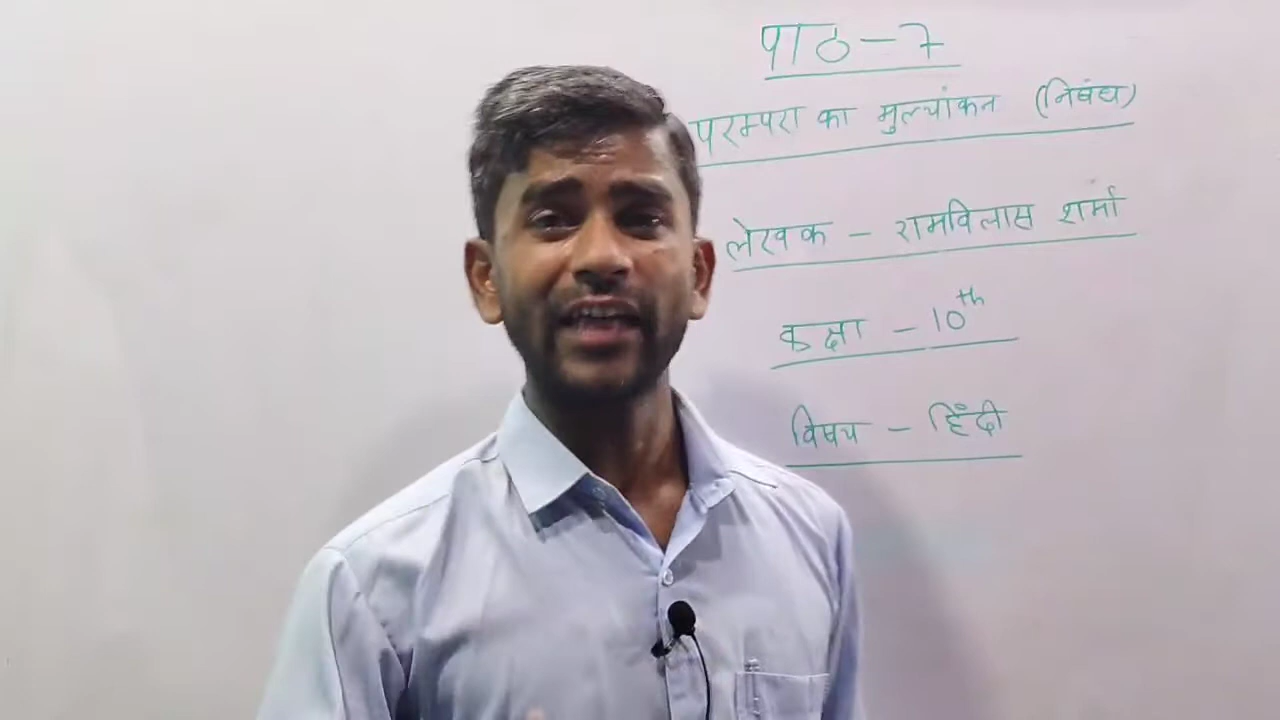 पाठ - 7
परम्परा का मुल्यांकन (निबंध)
लेखक - रामविलास शर्मा
कक्षा - 10th
विषय - हिँदी